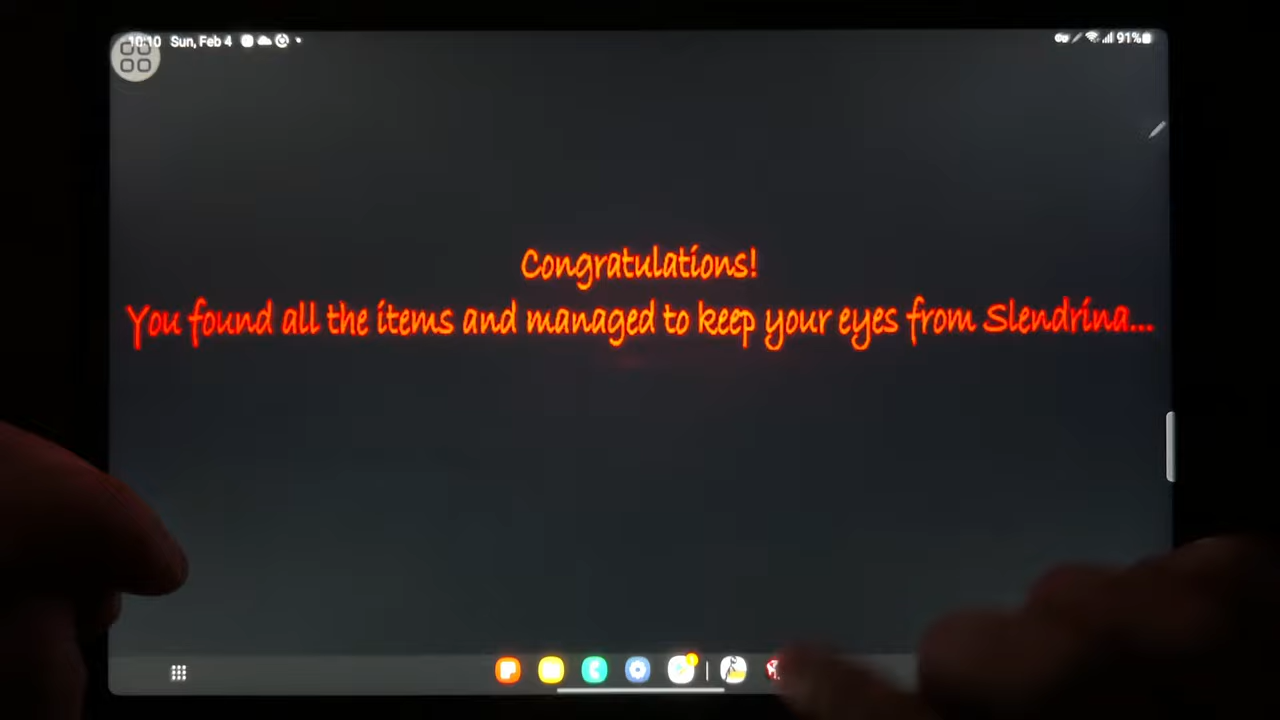 10:10 Sun, Feb 4
91%
Congratulations!
You found all the items and managed to keep your eyes from Slendrina...